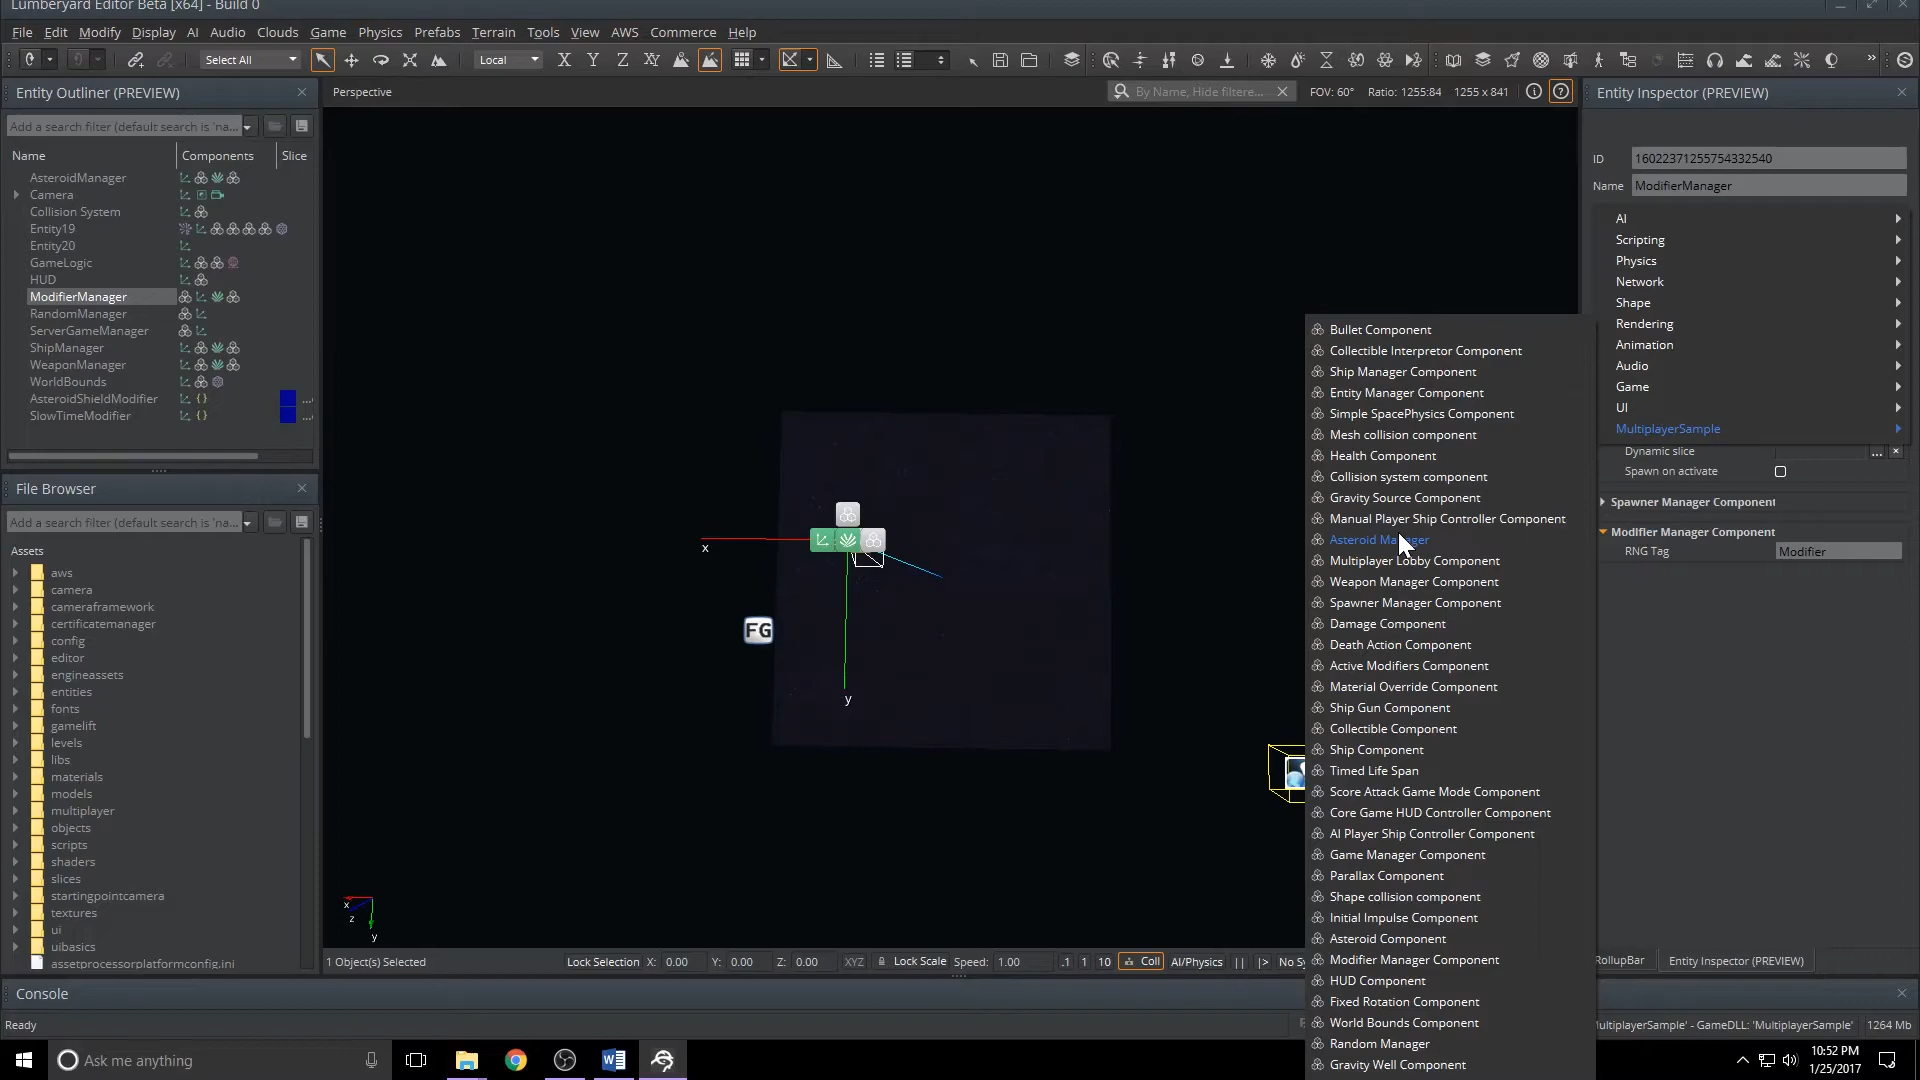 Lumberyard Editor Beta [x64] - Build 0
File Edit Modify Display AI Audio Clouds Game Physics Prefabs Terrain Tools View AWS Commerce Help
Select All Local X Y Z XY
Entity Outliner (PREVIEW)
Add a search filter (default search is 'na...
Name Components Slice
AsteroidManager
Camera
Collision System
Entity19
Entity20
GameLogic
HUD
ModifierManager
RandomManager
ServerGameManager
ShipManager
WeaponManager
WorldBounds
AsteroidShieldModifier ...
SlowTimeModifier ...
File Browser
Add a search filter (default search is 'na...
Assets
aws
camera
cameraframework
certificatemanager
config
editor
engineassets
entities
fonts
gamelift
levels
libs
materials
models
multiplayer
objects
scripts
shaders
slices
startingpointcamera
textures
ui
uibasics
assetprocessorplatformconfig.ini
Perspective
By Name, Hide filtere... FOV: 60° Ratio: 1255:84 1255 x 841
x
y
FG
x
z
y
1 Object(s) Selected Lock Selection X: 0.00 Y: 0.00 Z: 0.00 XYZ Lock Scale Speed: 1.00 .1 1 10 Coll AI/Physics || |> No Sy
Bullet Component
Collectible Interpretor Component
Ship Manager Component
Entity Manager Component
Simple SpacePhysics Component
Mesh collision component
Health Component
Collision system component
Gravity Source Component
Manual Player Ship Controller Component
Asteroid Manager
Multiplayer Lobby Component
Weapon Manager Component
Spawner Manager Component
Damage Component
Death Action Component
Active Modifiers Component
Material Override Component
Ship Gun Component
Collectible Component
Ship Component
Timed Life Span
Score Attack Game Mode Component
Core Game HUD Controller Component
AI Player Ship Controller Component
Game Manager Component
Parallax Component
Shape collision component
Initial Impulse Component
Asteroid Component
Modifier Manager Component
HUD Component
Fixed Rotation Component
World Bounds Component
Random Manager
Gravity Well Component
Entity Inspector (PREVIEW)
ID 16022371255754332540
Name ModifierManager
AI
Scripting
Physics
Network
Shape
Rendering
Animation
Audio
Game
UI
MultiplayerSample
Dynamic slice ...
Spawn on activate
Spawner Manager Component
Modifier Manager Component
RNG Tag Modifier
RollupBar Entity Inspector (PREVIEW)
Console
Ready
ultiplayerSample' - GameDLL: 'MultiplayerSample' 1264 Mb
Ask me anything
10:52 PM
1/25/2017